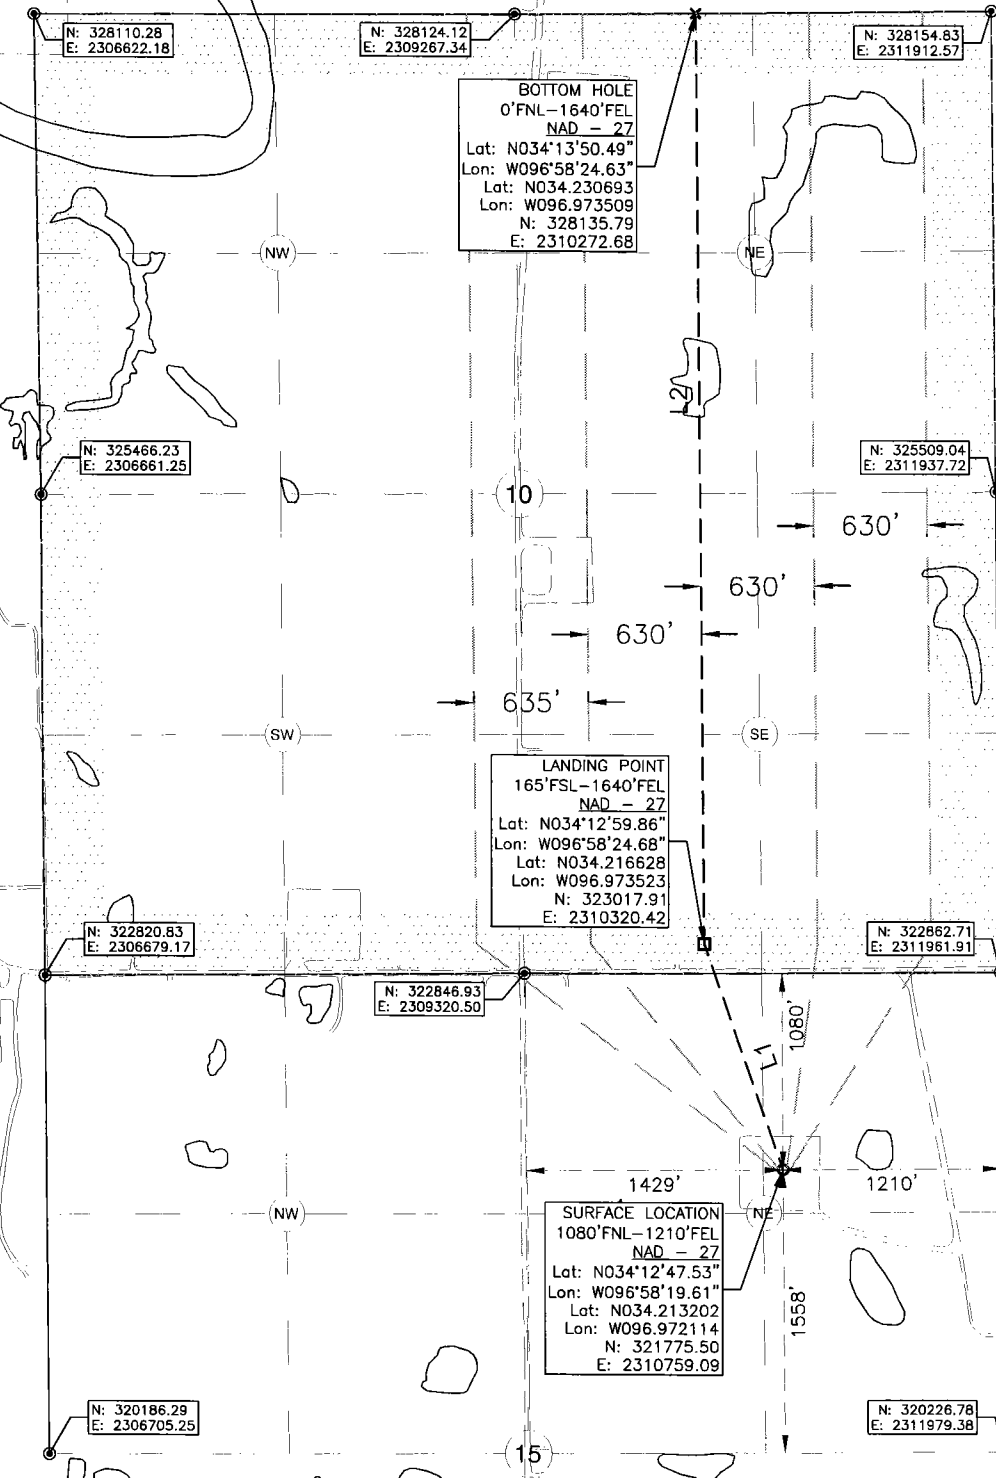 N: 328110.28
E: 2306622.18
N: 328124.12
E: 2309267.34
N: 328154.83
E: 2311912.57
BOTTOM HOLE
0'FNL-1640'FEL
NAD - 27
Lat: N034°13'50.49"
Lon: W096°58'24.63"
Lat: N034.230693
Lon: W096.973509
N: 328135.79
E: 2310272.68
NW
NE
L2
N: 325466.23
E: 2306661.25
N: 325509.04
E: 2311937.72
10
630'
630'
630'
635'
SW
SE
LANDING POINT
165'FSL-1640'FEL
NAD - 27
Lat: N034°12'59.86"
Lon: W096°58'24.68"
Lat: N034.216628
Lon: W096.973523
N: 323017.91
E: 2310320.42
N: 322820.83
E: 2306679.17
N: 322862.71
E: 2311961.91
N: 322846.93
E: 2309320.50
1080'
L1
1429'
1210'
NW
NE
SURFACE LOCATION
1080'FNL-1210'FEL
NAD - 27
Lat: N034°12'47.53"
Lon: W096°58'19.61"
Lat: N034.213202
Lon: W096.972114
N: 321775.50
E: 2310759.09
1558'
N: 320186.29
E: 2306705.25
N: 320226.78
E: 2311979.38
15